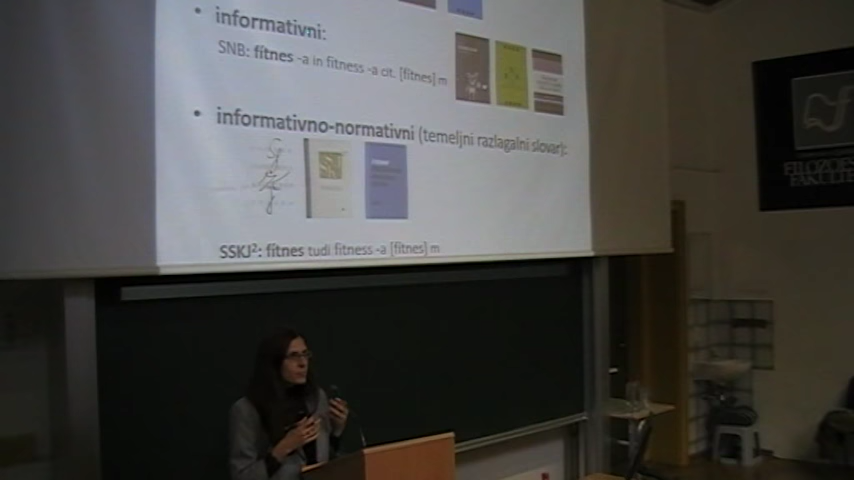 • informativni:
SNB: fitnes -a in fitness -a cit. [fitnes] m
• informativno-normativni (temeljni razlagalni slovar):
SSKJ²: fitnes tudi fitness -a [fitnes] m
FILOZOFSKA
FAKULTETA